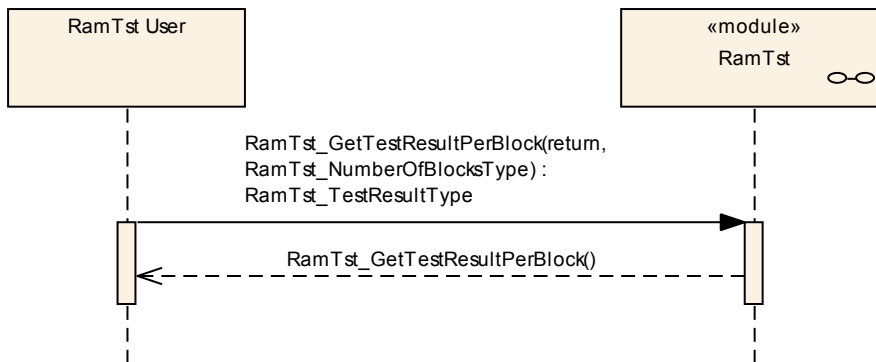 RamTst User
«module»
RamTst
RamTst_GetTestResultPerBlock(return,
RamTst_NumberOfBlocksType) :
RamTst_TestResultType
RamTst_GetTestResultPerBlock()